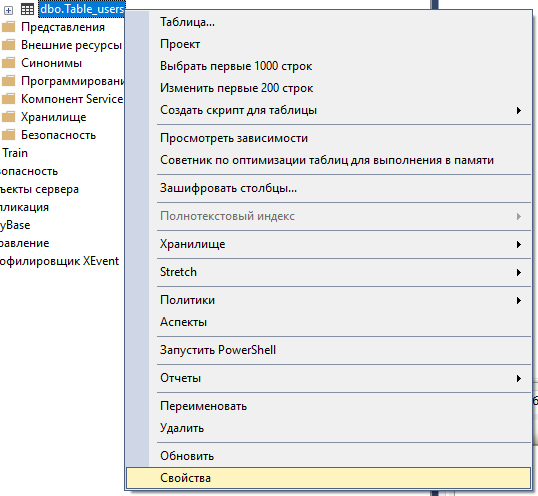 dbo.Table_users
Представления
Внешние ресурсы
Синонимы
Программировани
Компонент Service
Хранилище
Безопасность
Train
зопасность
ъекты сервера
пликация
yBase
равление
офилировщик XEvent
Таблица...
Проект
Выбрать первые 1000 строк
Изменить первые 200 строк
Создать скрипт для таблицы
Просмотреть зависимости
Советник по оптимизации таблиц для выполнения в памяти
Зашифровать столбцы...
Полнотекстовый индекс
Хранилище
Stretch
Политики
Аспекты
Запустить PowerShell
Отчеты
Переименовать
Удалить
Обновить
Свойства